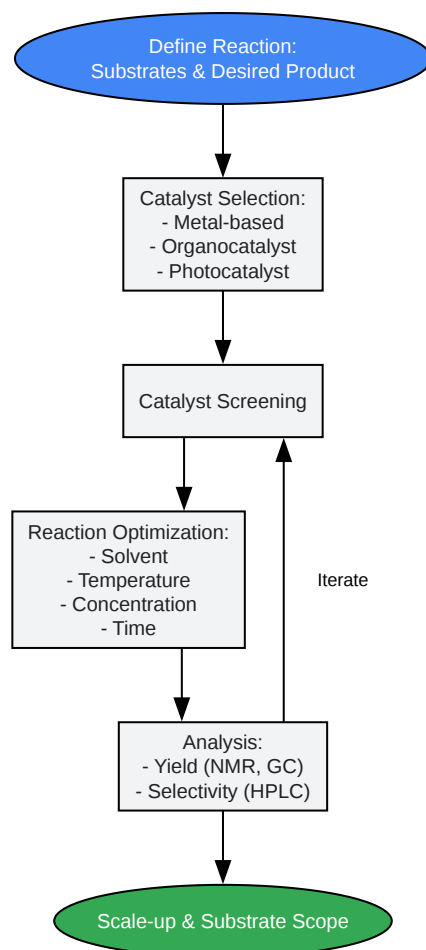 Define Reaction:
Substrates & Desired Product
Catalyst Selection:
- Metal-based
- Organocatalyst
- Photocatalyst
Catalyst Screening
Reaction Optimization:
- Solvent
- Temperature
- Concentration
- Time
Iterate
Analysis:
- Yield (NMR, GC)
- Selectivity (HPLC)
Scale-up & Substrate Scope